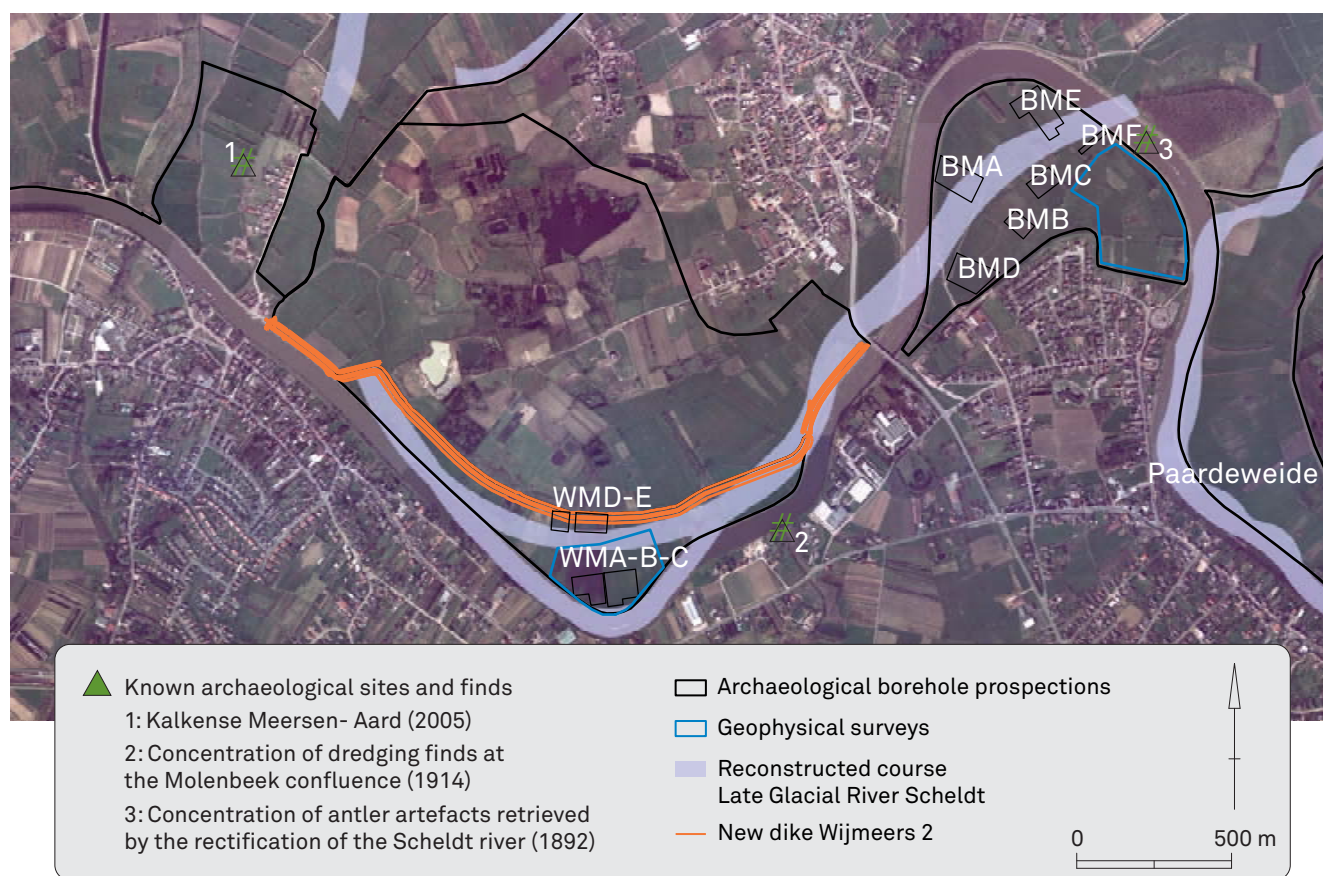 1
BME
BMF
3
BMA
BMC
BMB
BMD
Paardeweide
WMD-E
2
WMA-B-C
Known archaeological sites and finds
1: Kalkense Meersen- Aard (2005)
2: Concentration of dredging finds at
the Molenbeek confluence (1914)
3: Concentration of antler artefacts retrieved
by the rectification of the Scheldt river (1892)
Archaeological borehole prospections
Geophysical surveys
Reconstructed course
Late Glacial River Scheldt
New dike Wijmeers 2
0 500 m